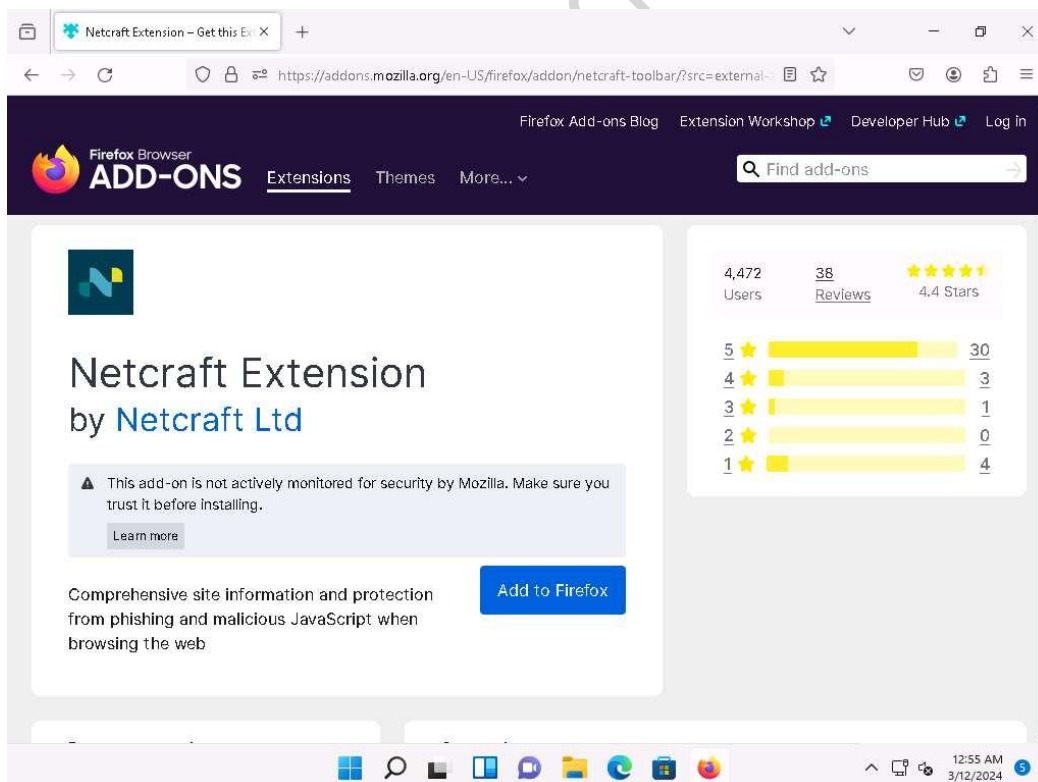 Netcraft Extension – Get this Ex
https://addons.mozilla.org/en-US/firefox/addon/netcraft-toolbar/?src=external-
Firefox Add-ons Blog Extension Workshop Developer Hub Log in
Firefox Browser
ADD-ONS
Extensions Themes More...
Find add-ons
4,472 38
Users Reviews 4.4 Stars
5 30
4 3
3 1
2 0
1 4
Netcraft Extension
by Netcraft Ltd
This add-on is not actively monitored for security by Mozilla. Make sure you
trust it before installing.
Learn more
Comprehensive site information and protection
from phishing and malicious JavaScript when
browsing the web
Add to Firefox
12:55 AM
3/12/2024
5